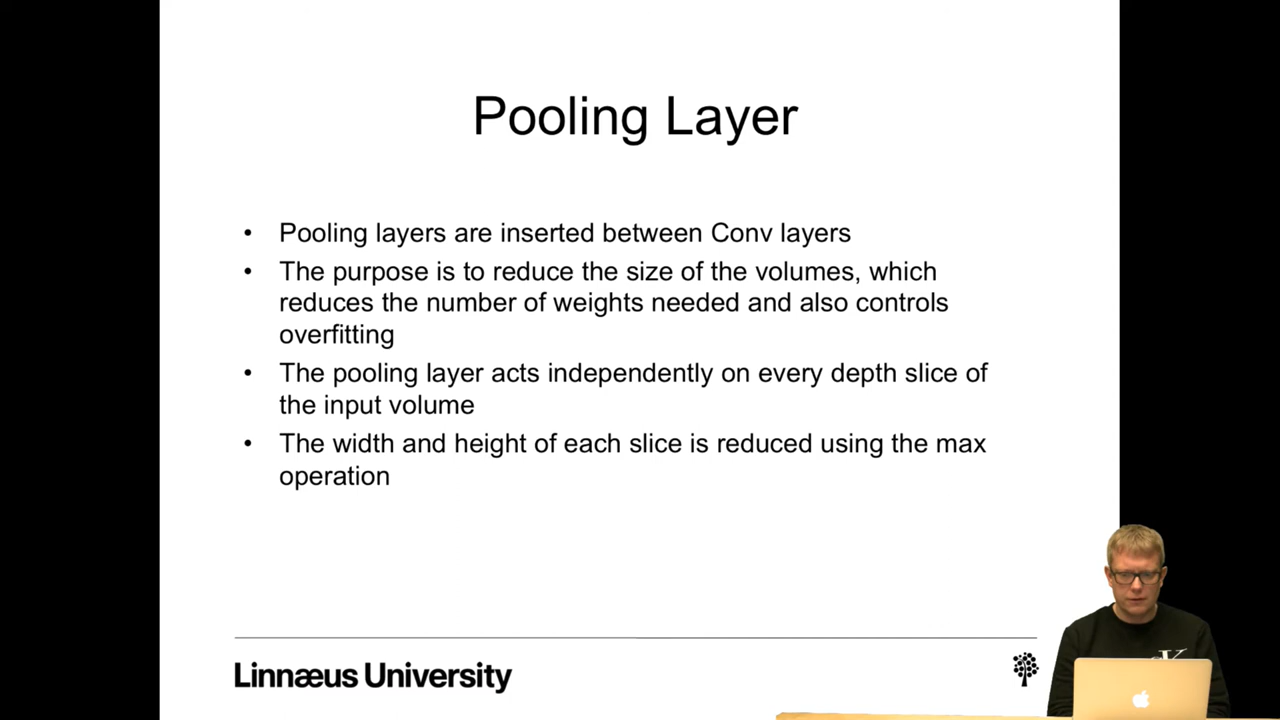 Pooling Layer
• Pooling layers are inserted between Conv layers
• The purpose is to reduce the size of the volumes, which
reduces the number of weights needed and also controls
overfitting
• The pooling layer acts independently on every depth slice of
the input volume
• The width and height of each slice is reduced using the max
operation
Linnæus University